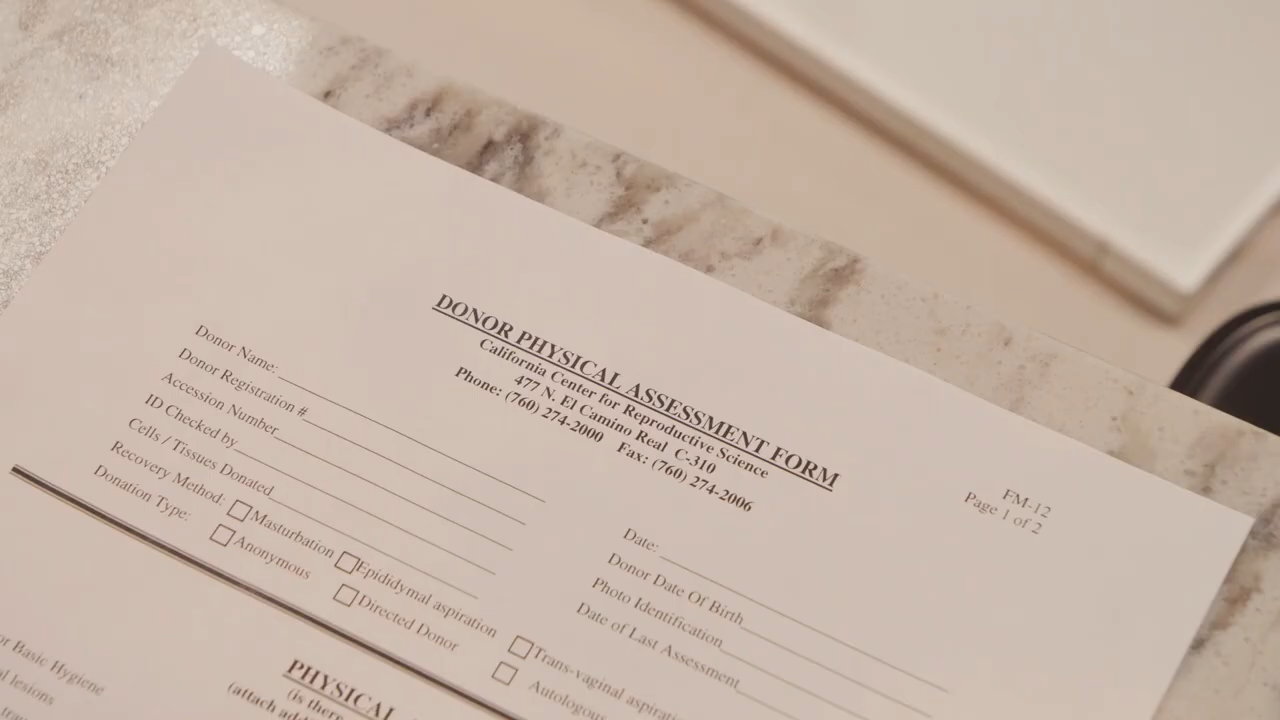 DONOR PHYSICAL ASSESSMENT FORM
California Center for Reproductive Science
477 N. El Camino Real C-310
Phone: (760) 274-2000 Fax: (760) 274-2006
FM-12
Page 1 of 2
Donor Name:
Donor Registration #
Accession Number
ID Checked by
Cells / Tissues Donated
Recovery Method: Masturbation Epididymal aspiration Trans-vaginal
Donation Type: Anonymous Directed Donor Autologous
Date:
Donor Date Of Birth
Photo Identification
Date of Last Assessment
PHYSICAL
(is there
(attach
Basic Hygiene
lesions